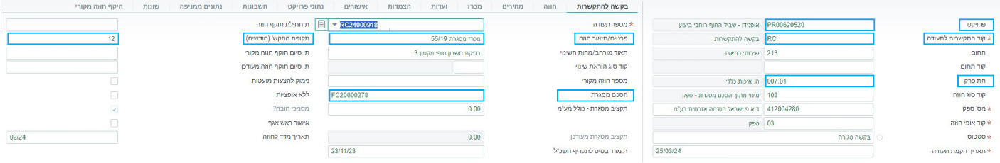 בקשה להתקשרות חוזה מחירים מכרז ועדות הצמדות אישורים נתוני פרויקט חשבונות נתונים ממניפה שונות היקף חוזה מקורי
פרוייקט PR00620520 אופנידן - שביל החוף רוחבי ביצוע
* קוד התקשרות לתעודה RC בקשה להתקשרות
תחום 213 שירותי כמאות
קוד תחום
תת פרק 007.01 ה. איכות כללי
קוד סוג חוזה 103 מינוי מתוך הסכם מסגרת - ספק
* מס' ספק 412004280 ד.א.פ ישראל הנדסה אזרחית בע"מ
* קוד אופי חוזה 03 ספק
* סטטוס בקשה סגורה
* תאריך הקמת תעודה 25/03/24
* מספר תעודה RC24000918
פרטים/תיאור חוזה מכרז מסגרת 55/19
תאור מורחב/מהות השינוי בדיקת חשבון סופי מקטע 3
קוד סוג הוראת שינוי
מספר חוזה מקורי
הסכם מסגרת FC20000278
תקציב מסגרת - כולל מע"מ 0.00
תקציב מסגרת מעודכן 0.00
ת.מדד בסיס לתעריף חשכ"ל 23/11/23
ת.תחילת תוקף חוזה
תקופת התקש' (חודשים) 12
ת. סיום תוקף חוזה מקורי
ת. סיום תוקף חוזה מעודכן
נימוק להצעות מועטות
ללא אופציות
מסמכי חובה?
אישור ראש אגף
תאריך מדד לחוזה 02/24